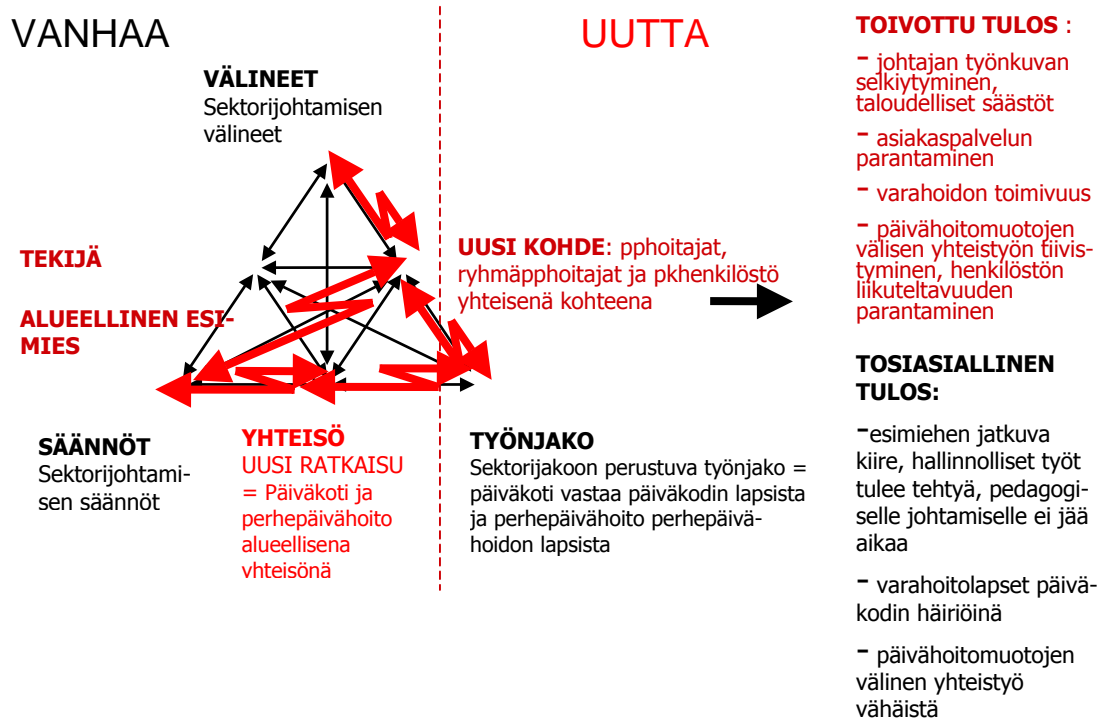 VANHAA
UUTTA
VÄLINEET
Sektorijohtamisen
välineet
TEKIJÄ
ALUEELLINEN ESI-
MIES
UUSI KOHDE: pphoitajat,
ryhmäpphoitajat ja pkhenkilöstö
yhteisenä kohteena
SÄÄNNÖT
Sektorijohtami-
sen säännöt
YHTEISÖ
UUSI RATKAISU
= Päiväkoti ja
perhepäivähoito
alueellisena
yhteisönä
TYÖNJAKO
Sektorijakoon perustuva työnjako =
päiväkoti vastaa päiväkodin lapsista
ja perhepäivähoito perhepäivä-
hoidon lapsista
TOIVOTTU TULOS :
- johtajan työnkuvan
selkiytyminen,
taloudelliset säästöt
- asiakaspalvelun
parantaminen
- varahoidon toimivuus
- päivähoitomuotojen
välisen yhteistyön tiivis-
tyminen, henkilöstön
liikuteltavuuden
parantaminen
TOSIASIALLINEN
TULOS:
-esimiehen jatkuva
kiire, hallinnolliset työt
tulee tehtyä, pedagogi-
selle johtamiselle ei jää
aikaa
- varahoitolapset päivä-
kodin häiriöinä
- päivähoitomuotojen
välinen yhteistyö
vähäistä